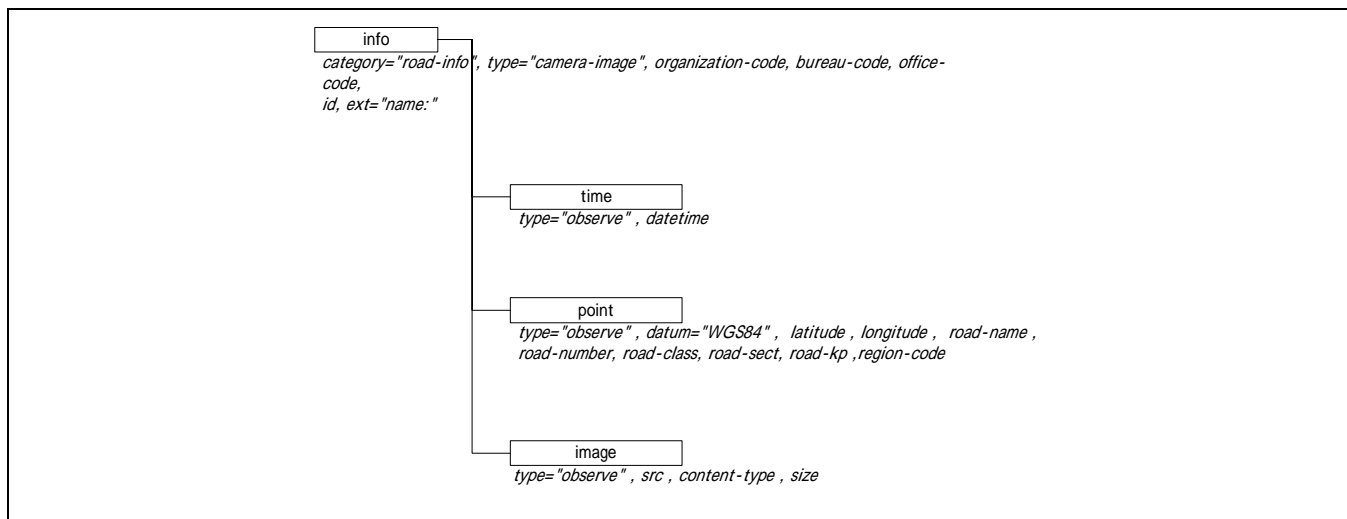 info
category="road-info", type="camera-image", organization-code, bureau-code, office-
code,
id, ext="name:"
time
type="observe" , datetime
point
type="observe" , datum="WGS84" , latitude , longitude , road-name ,
road-number, road-class, road-sect, road-kp ,region-code
image
type="observe" , src , content-type , size